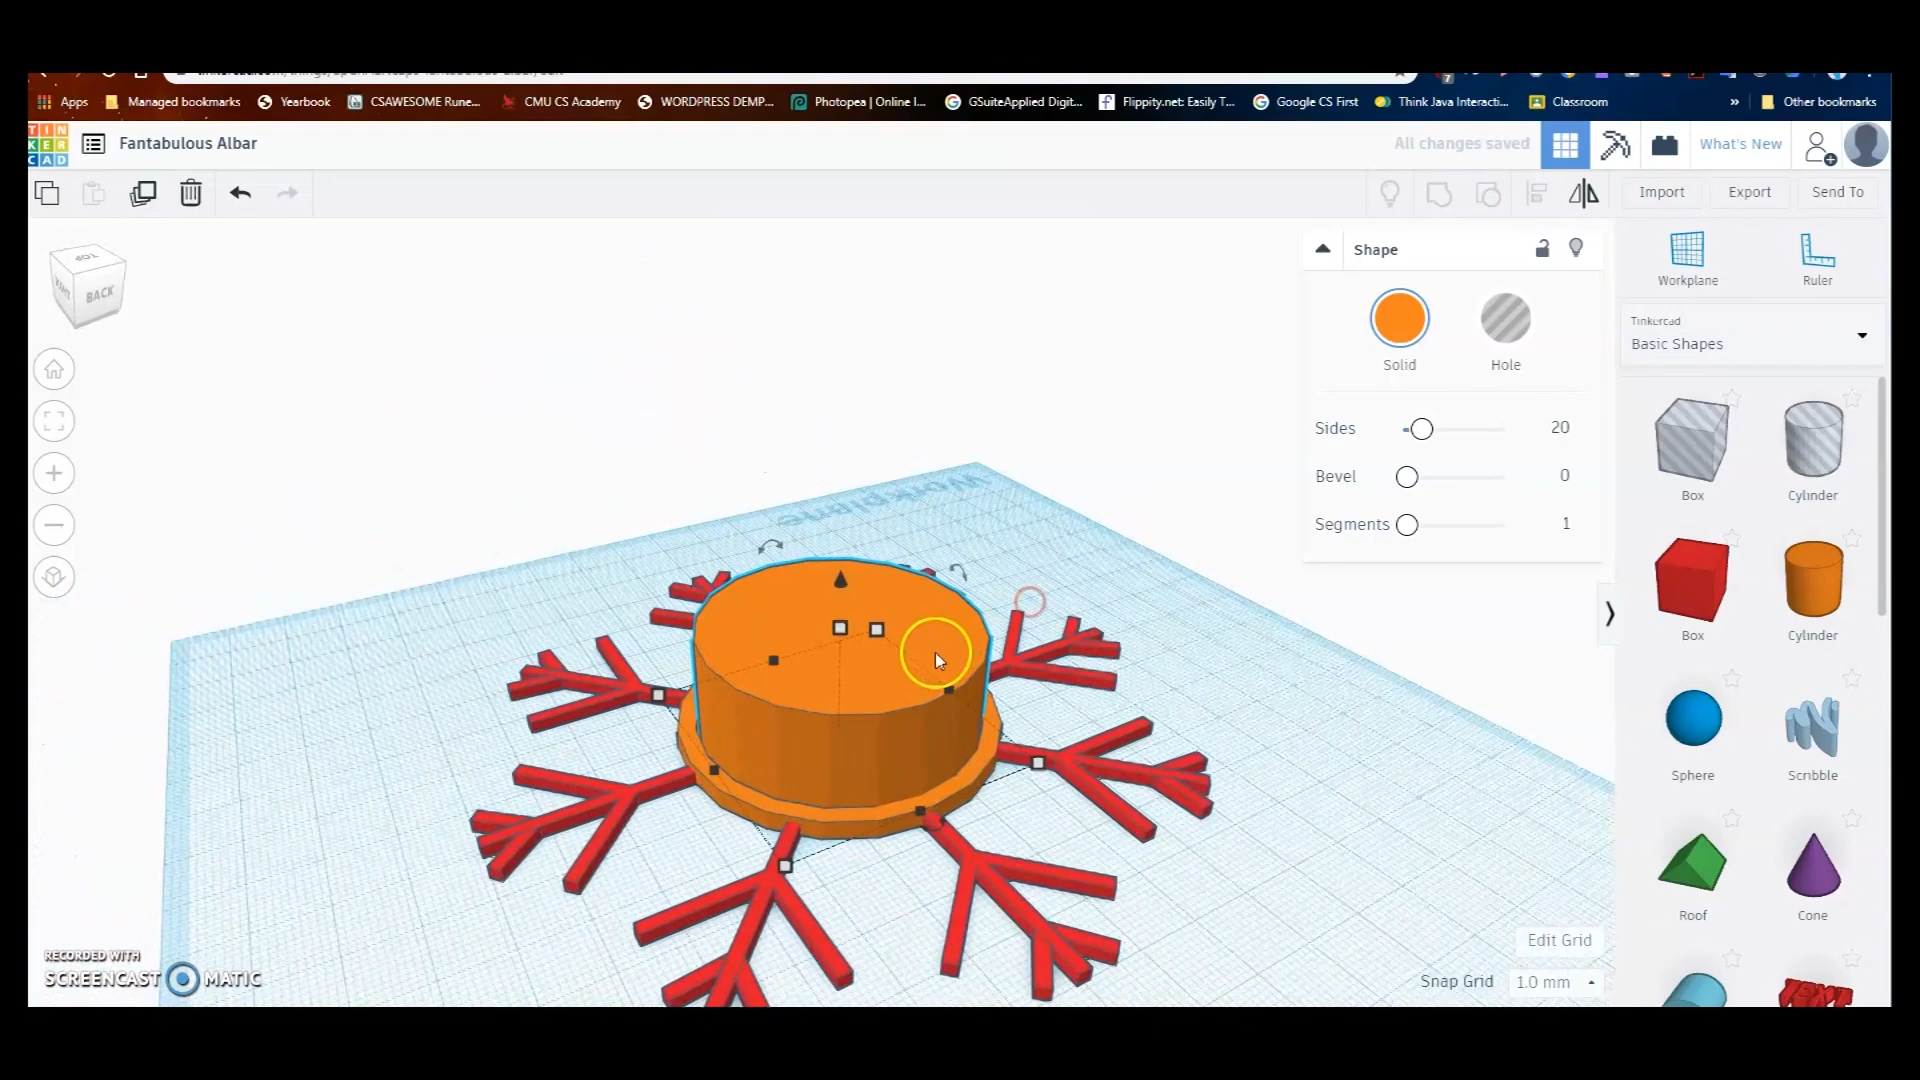 7
Apps Managed bookmarks Yearbook CSAWESOME Rune... CMU CS Academy WORDPRESS DEMP... Photopea | Online I... GSuiteApplied Digit... Flippity.net: Easily T... Google CS First Think Java Interacti... Classroom » Other bookmarks
TIN
KER
CAD
Fantabulous Albar
All changes saved
What's New
Import Export Send To
TOP
BACK
Shape
Solid Hole
Sides 20
Bevel 0
Segments 1
Workplane Ruler
Tinkercad
Basic Shapes
Box Cylinder
Box Cylinder
Sphere Scribble
Roof Cone
TEXT
Workplane
Edit Grid
Snap Grid 1.0 mm
RECORDED WITH
SCREENCAST MATIC